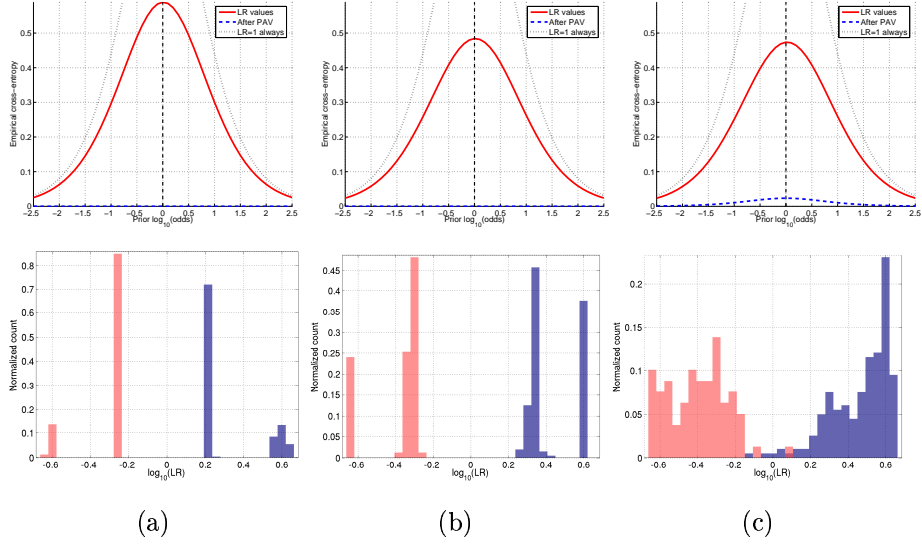 Empirical cross−entropy
0.5
0.4
0.3
0.2
0.1
0
−2.5 −2 −1.5 −1 −0.5 0 0.5 1 1.5 2 2.5
Prior log10(odds)
LR values
After PAV
LR=1 always
Empirical cross−entropy
0.5
0.4
0.3
0.2
0.1
0
−2.5 −2 −1.5 −1 −0.5 0 0.5 1 1.5 2 2.5
Prior log10(odds)
LR values
After PAV
LR=1 always
Empirical cross−entropy
0.5
0.4
0.3
0.2
0.1
0
−2.5 −2 −1.5 −1 −0.5 0 0.5 1 1.5 2 2.5
Prior log10(odds)
LR values
After PAV
LR=1 always
Normalized count
0.8
0.7
0.6
0.5
0.4
0.3
0.2
0.1
0
-0.6 -0.4 -0.2 0 0.2 0.4 0.6
log10(LR)
Normalized count
0.45
0.4
0.35
0.3
0.25
0.2
0.15
0.1
0.05
0
-0.6 -0.4 -0.2 0 0.2 0.4 0.6
log10(LR)
Normalized count
0.2
0.15
0.1
0.05
0
-0.6 -0.4 -0.2 0 0.2 0.4 0.6
log10(LR)
(a) (b) (c)